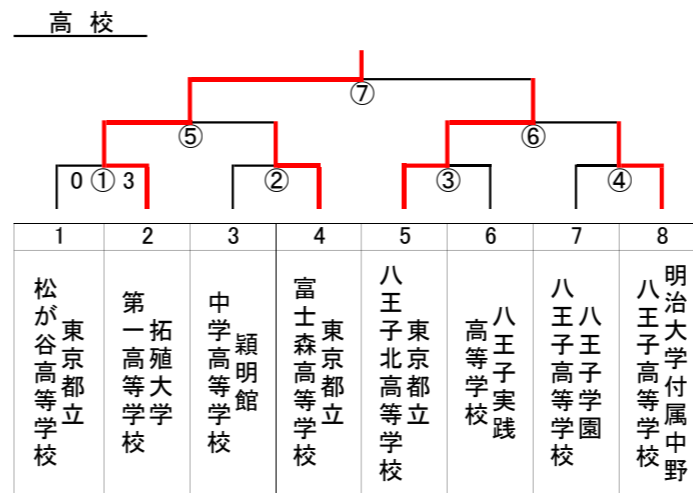 高校
⑦
⑤
⑥
0 ① 3
②
③
④
1 2 3 4 5 6 7 8
東京都立
松が谷高等学校
拓殖大学
第一高等学校
穎明館
中学高等学校
東京都立
富士森高等学校
東京都立
八王子北高等学校
八王子実践
高等学校
八王子学園
八王子高等学校
明治大学付属中野
八王子高等学校